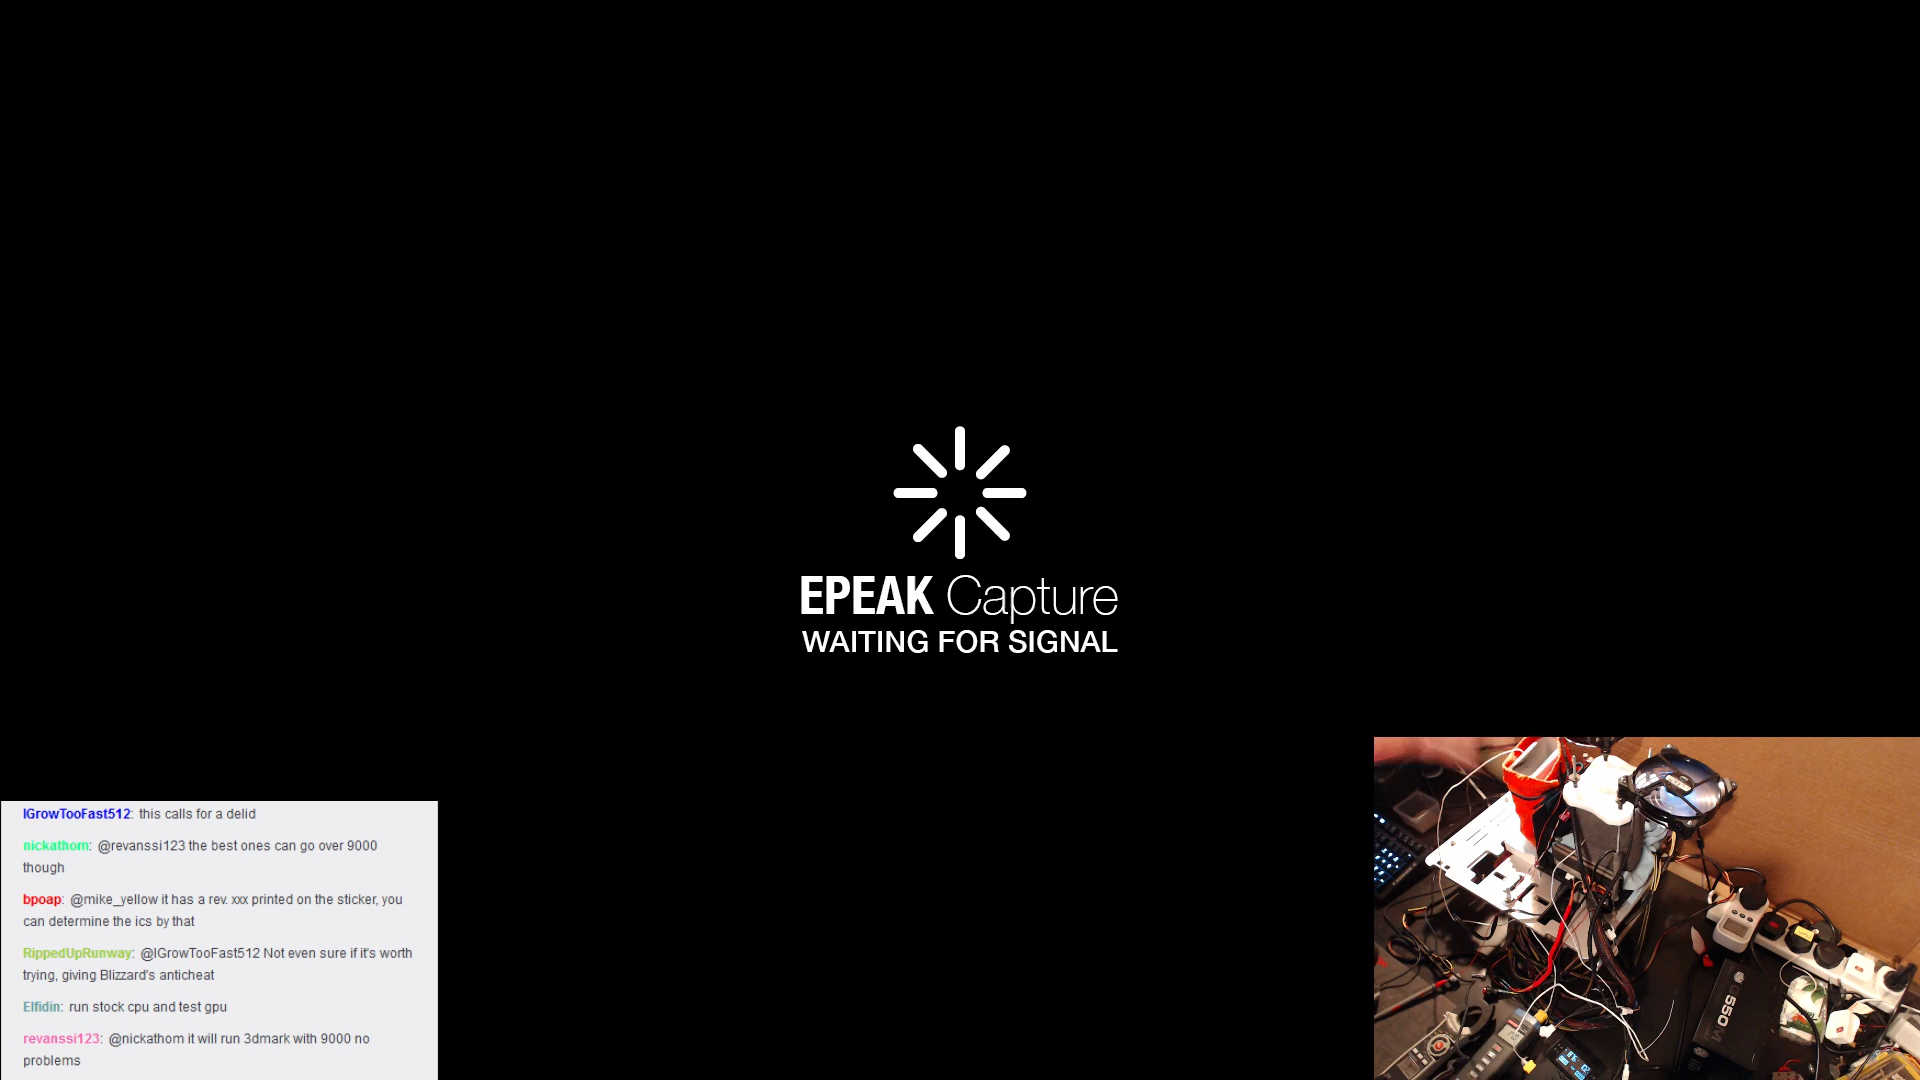 EPEAK Capture
WAITING FOR SIGNAL
IGrowTooFast512: this calls for a delid
nickathom: @revanssi123 the best ones can go over 9000
though
bpoap: @mike_yellow it has a rev. xxx printed on the sticker, you
can determine the ics by that
RippedUpRunway: @IGrowTooFast512 Not even sure if it's worth
trying, giving Blizzard's anticheat
Elfidin: run stock cpu and test gpu
revanssi123: @nickathom it will run 3dmark with 9000 no
problems
G550M